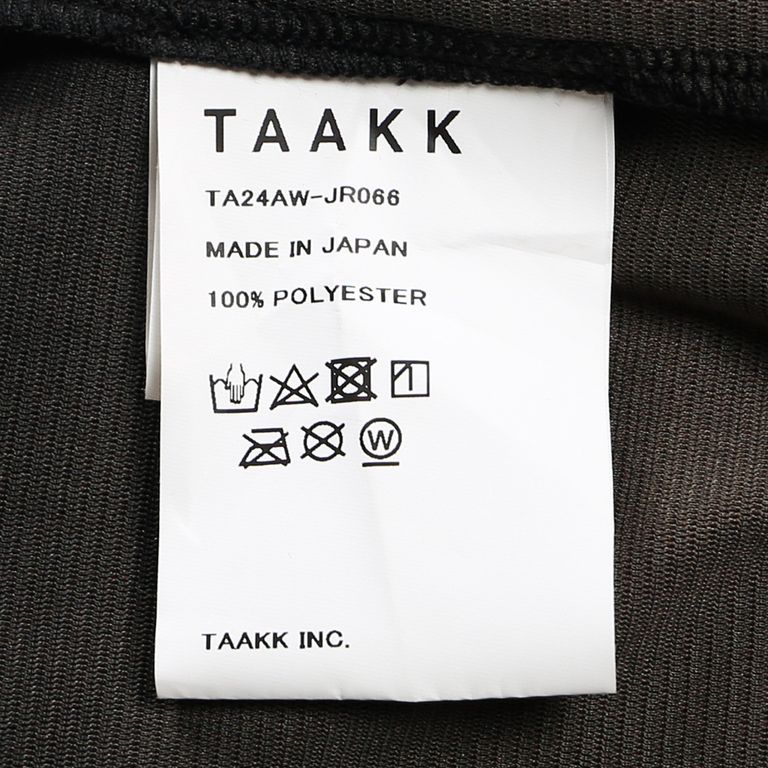 TAAKK
TA24AW-JR066
MADE IN JAPAN
100% POLYESTER
W
TAAKK INC.